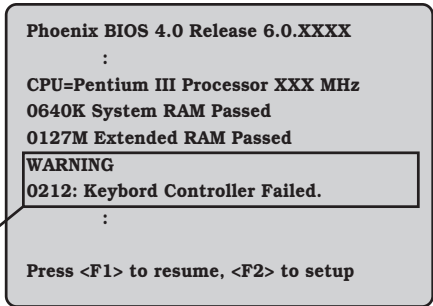 Phoenix BIOS 4.0 Release 6.0.XXXX
:
CPU=Pentium III Processor XXX MHz
0640K System RAM Passed
0127M Extended RAM Passed
WARNING
0212: Keybord Controller Failed.
:
Press <F1> to resume, <F2> to setup